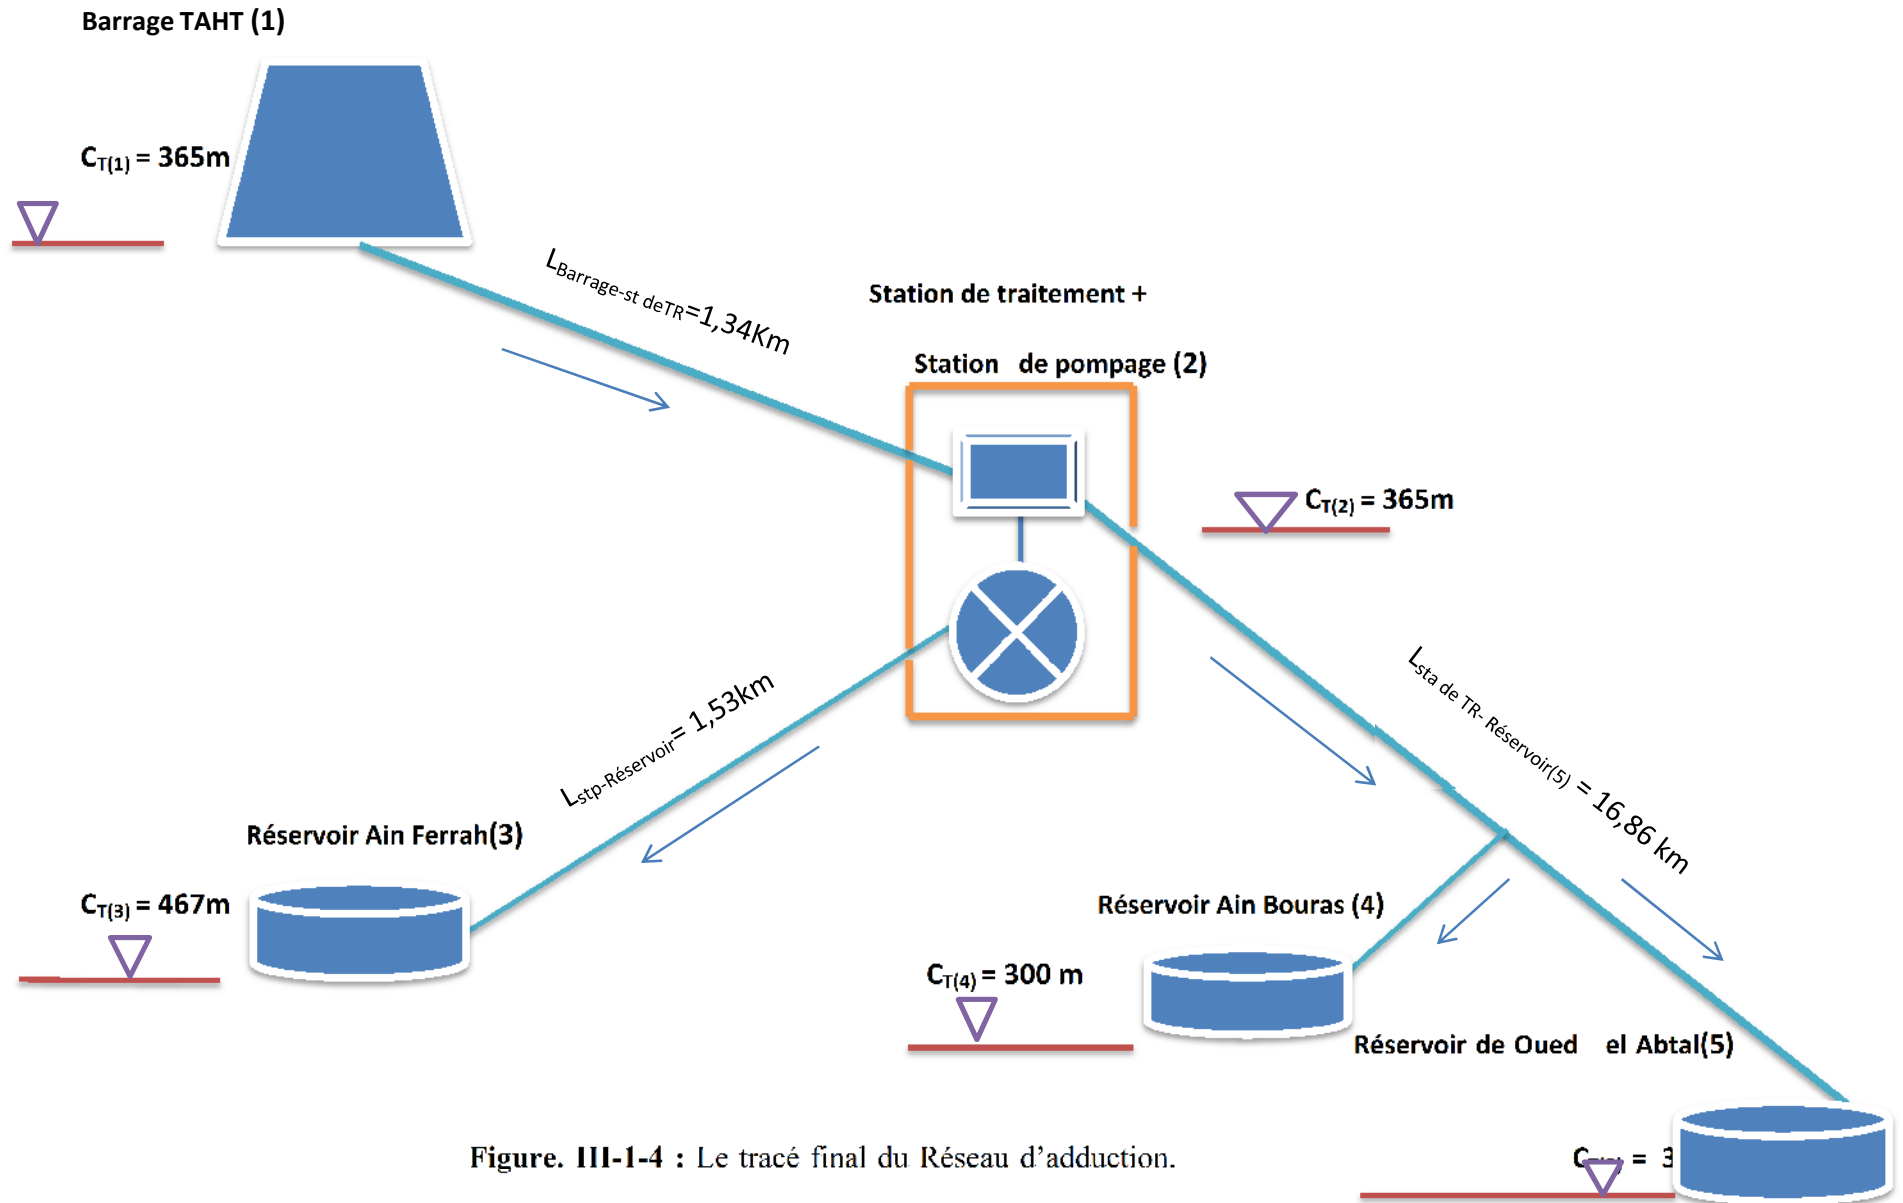 Barrage TAHT (1)
CT(1) = 365m
LBarrage-st deTR=1,34Km
Station de traitement +
Station de pompage (2)
CT(2) = 365m
Lsta de TR-Réservoir(5) = 16,86 km
Lstp-Réservoir= 1,53km
Réservoir Ain Ferrah(3)
CT(3) = 467m
Réservoir Ain Bouras (4)
CT(4) = 300 m
Réservoir de Oued el Abtal(5)
Figure. III-1-4 : Le tracé final du Réseau d’adduction.
= 3